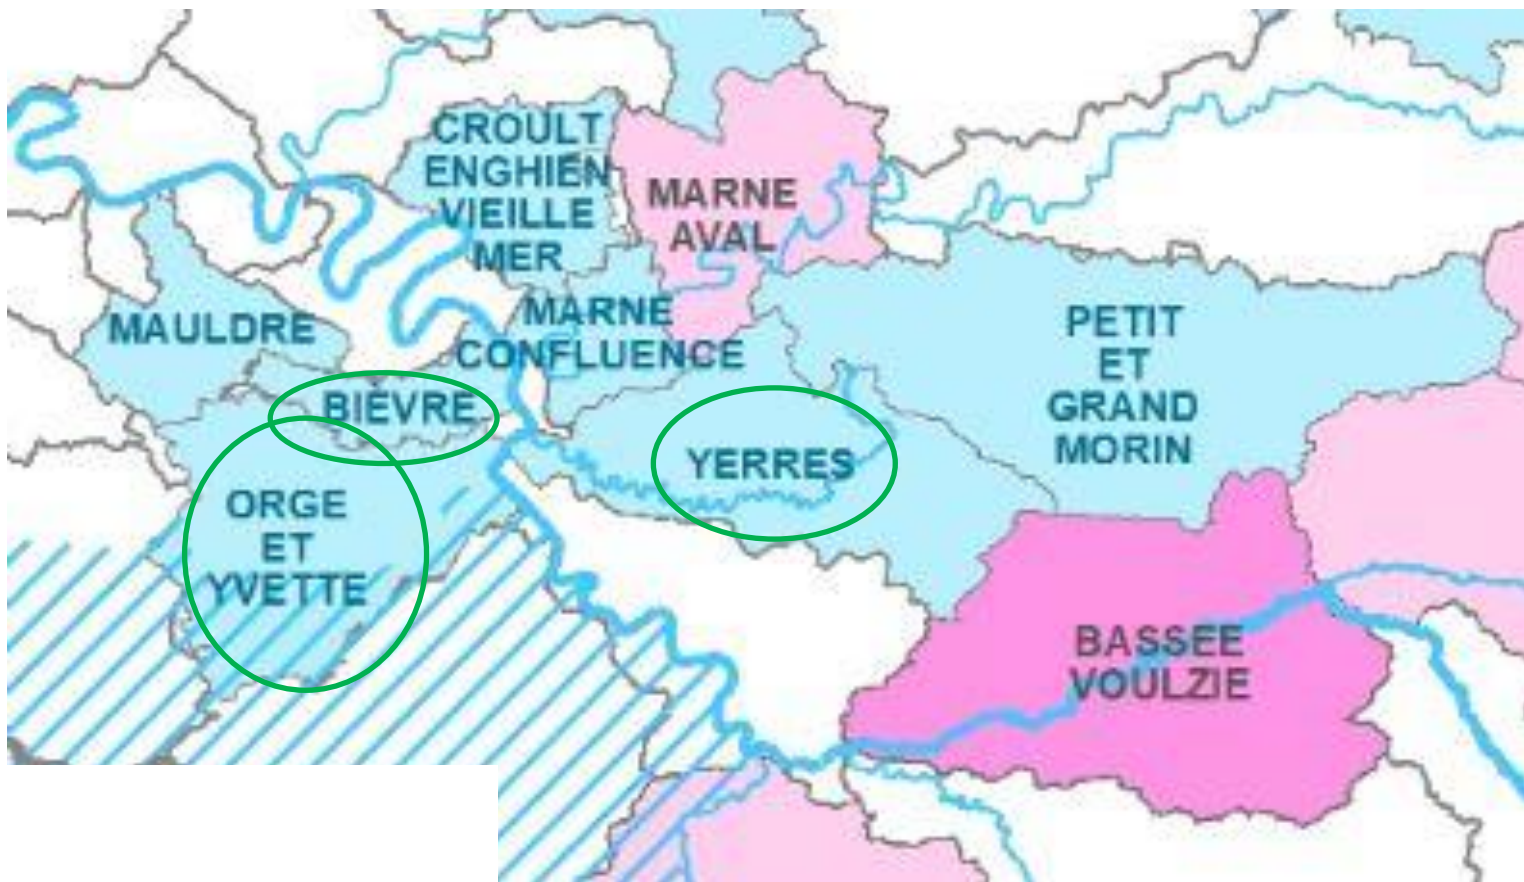 CROULT
ENGHIEN
VIEILLE
MER
MARNE
AVAL
MAULDRE
MARNE
CONFLUENCE
PETIT
ET
GRAND
MORIN
BIÈVRE
YERRES
ORGE
ET
YVETTE
BASSEE
VOULZIE